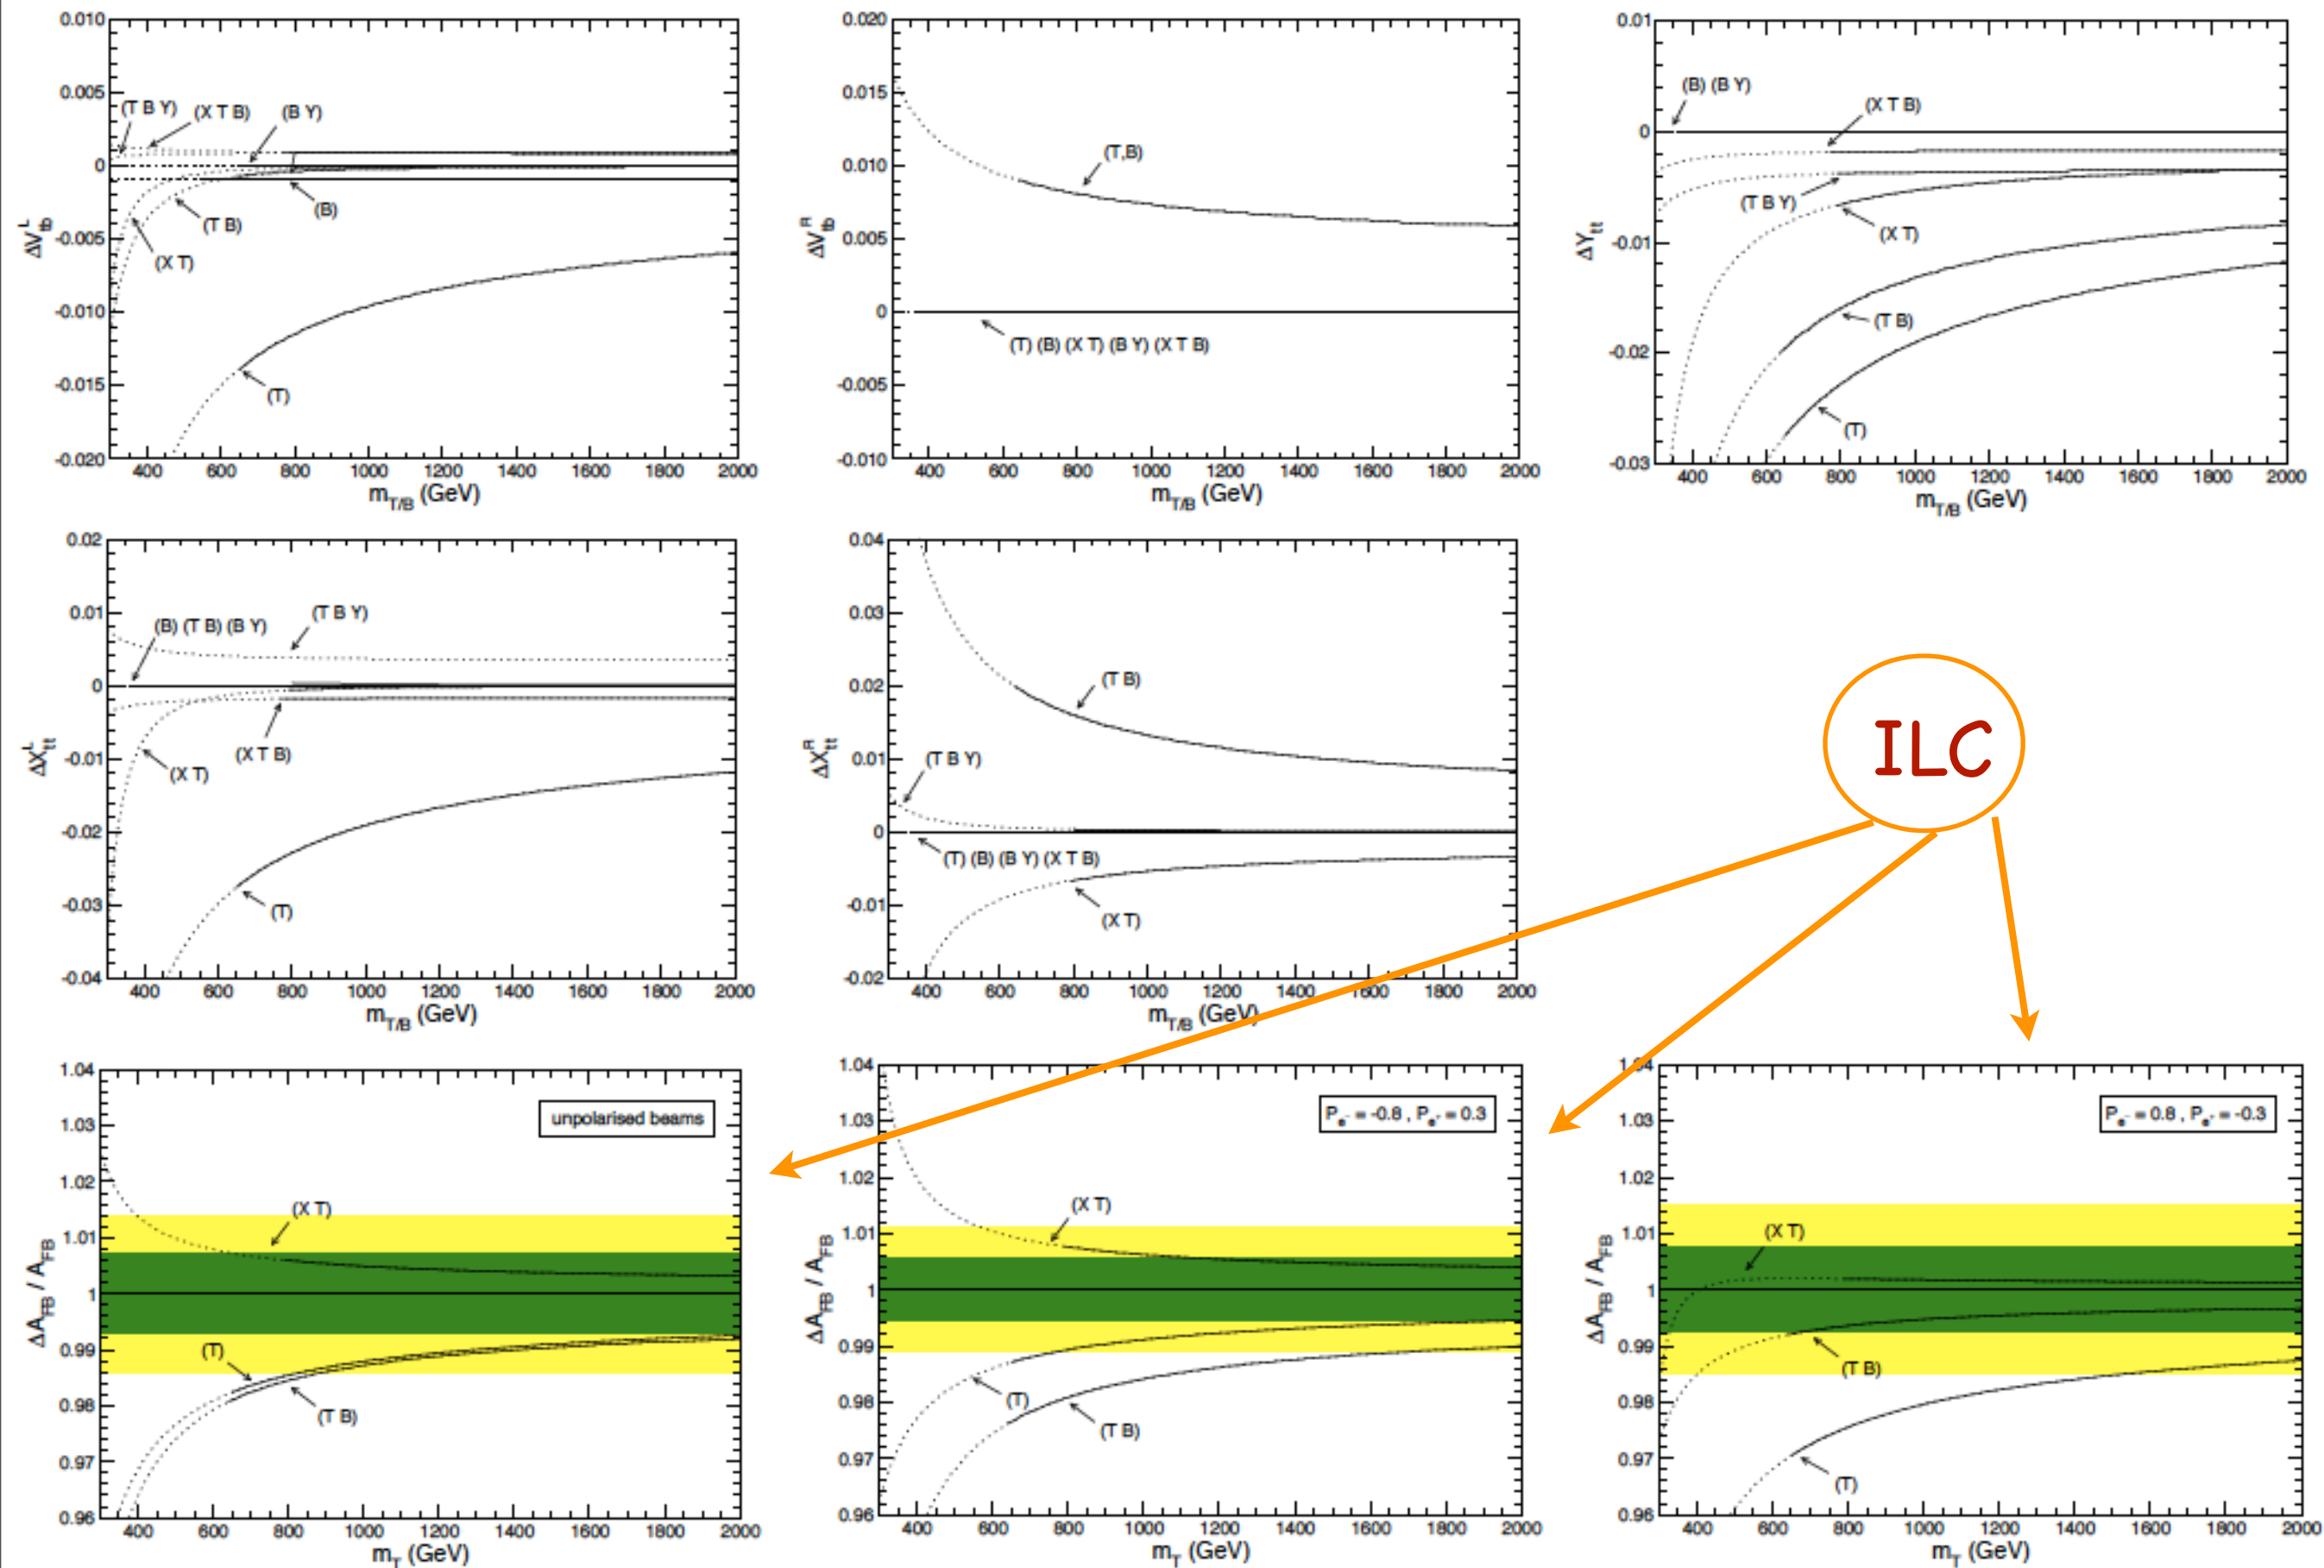 0.010
0.005
0
-0.005
-0.010
-0.015
-0.020
ΔV_tb^L
(T B Y)
(X T B)
(B Y)
(B)
(T B)
(X T)
(T)
400 600 800 1000 1200 1400 1600 1800 2000
m_T/B (GeV)
0.020
0.015
0.010
0.005
0
-0.005
-0.010
ΔV_tb^R
(T,B)
(T) (B) (X T) (B Y) (X T B)
400 600 800 1000 1200 1400 1600 1800 2000
m_T/B (GeV)
0.01
0
-0.01
-0.02
-0.03
ΔY_tt
(B) (B Y)
(X T B)
(T B Y)
(X T)
(T B)
(T)
400 600 800 1000 1200 1400 1600 1800 2000
m_T/B (GeV)
0.02
0.01
0
-0.01
-0.02
-0.03
-0.04
ΔX_tt^L
(T B Y)
(B) (T B) (B Y)
(X T B)
(X T)
(T)
400 600 800 1000 1200 1400 1600 1800 2000
m_T/B (GeV)
0.04
0.03
0.02
0.01
0
-0.01
-0.02
ΔX_tt^R
(T B)
(T B Y)
(T) (B) (B Y) (X T B)
(X T)
400 600 800 1000 1200 1400 1600 1800 2000
m_T/B (GeV)
ILC
1.04
1.03
1.02
1.01
1
0.99
0.98
0.97
0.96
ΔA_FB / A_FB
unpolarised beams
(X T)
(T)
(T B)
400 600 800 1000 1200 1400 1600 1800 2000
m_T (GeV)
1.04
1.03
1.02
1.01
1
0.99
0.98
0.97
0.96
ΔA_FB / A_FB
P_e⁻ = -0.8 , P_e⁺ = 0.3
(X T)
(T)
(T B)
400 600 800 1000 1200 1400 1600 1800 2000
m_T (GeV)
1.04
1.03
1.02
1.01
1
0.99
0.98
0.97
0.96
ΔA_FB / A_FB
P_e⁻ = 0.8 , P_e⁺ = -0.3
(X T)
(T B)
(T)
400 600 800 1000 1200 1400 1600 1800 2000
m_T (GeV)